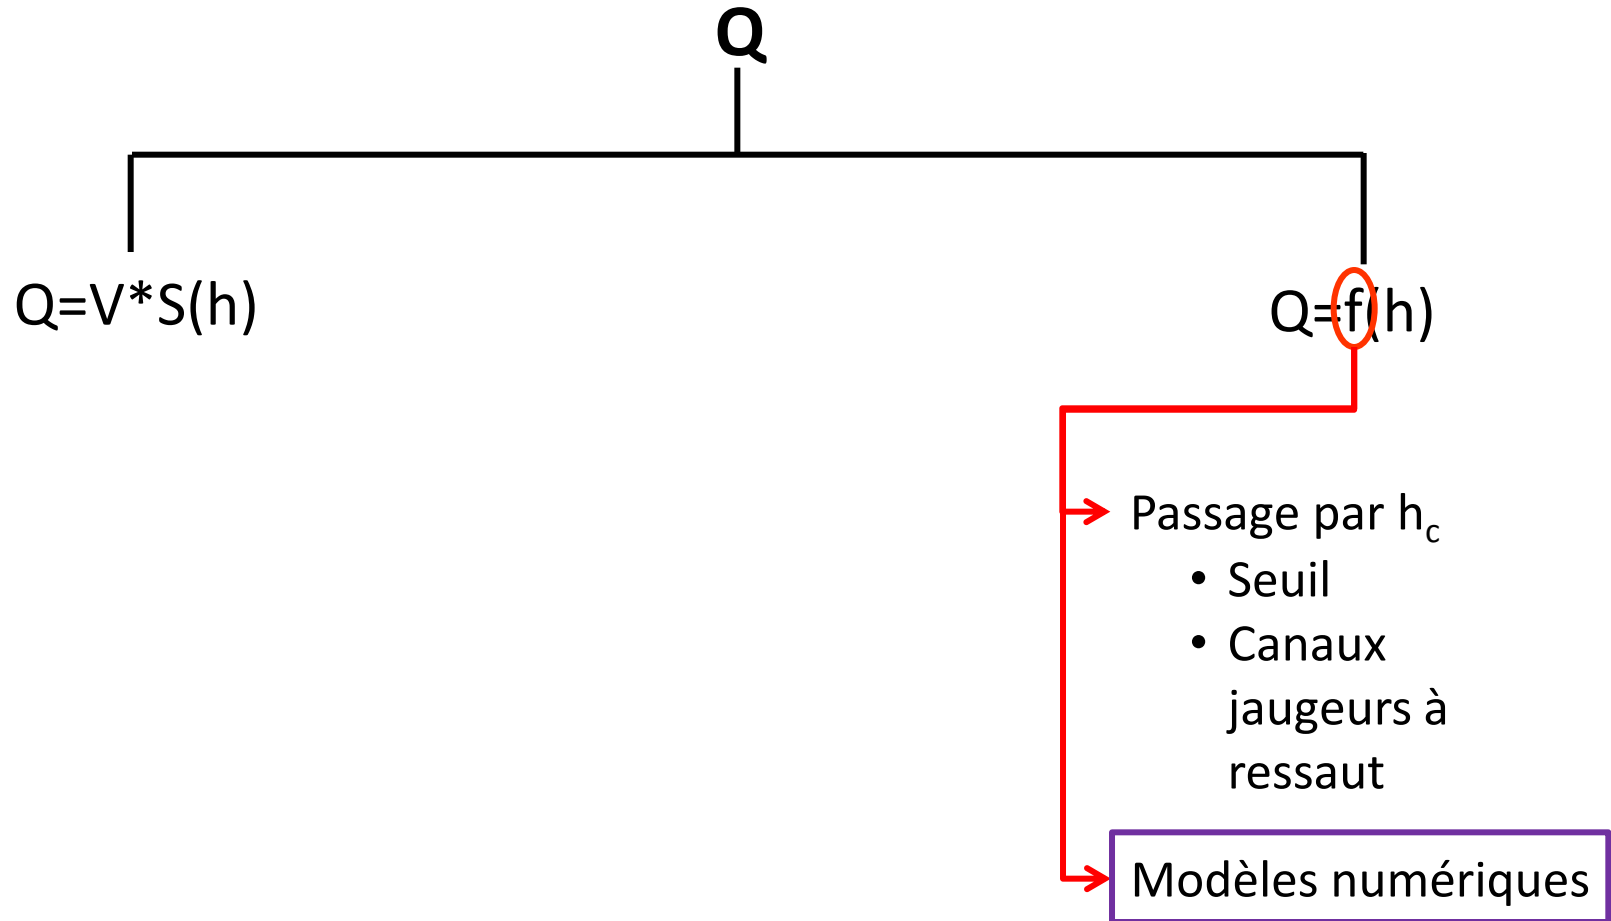 Q
Q=V*S(h)
Q=f(h)
Passage par hc
• Seuil
• Canaux
jaugeurs à
ressaut
Modèles numériques